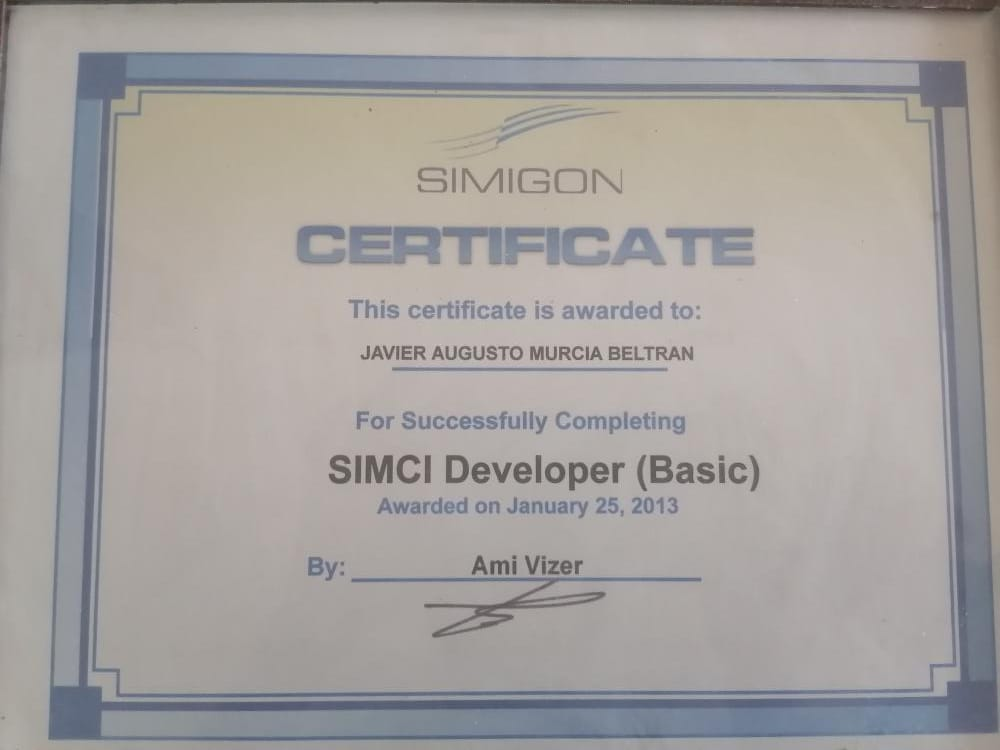 SIMIGON
CERTIFICATE
This certificate is awarded to:
JAVIER AUGUSTO MURCIA BELTRAN
For Successfully Completing
SIMCI Developer (Basic)
Awarded on January 25, 2013
By: Ami Vizer